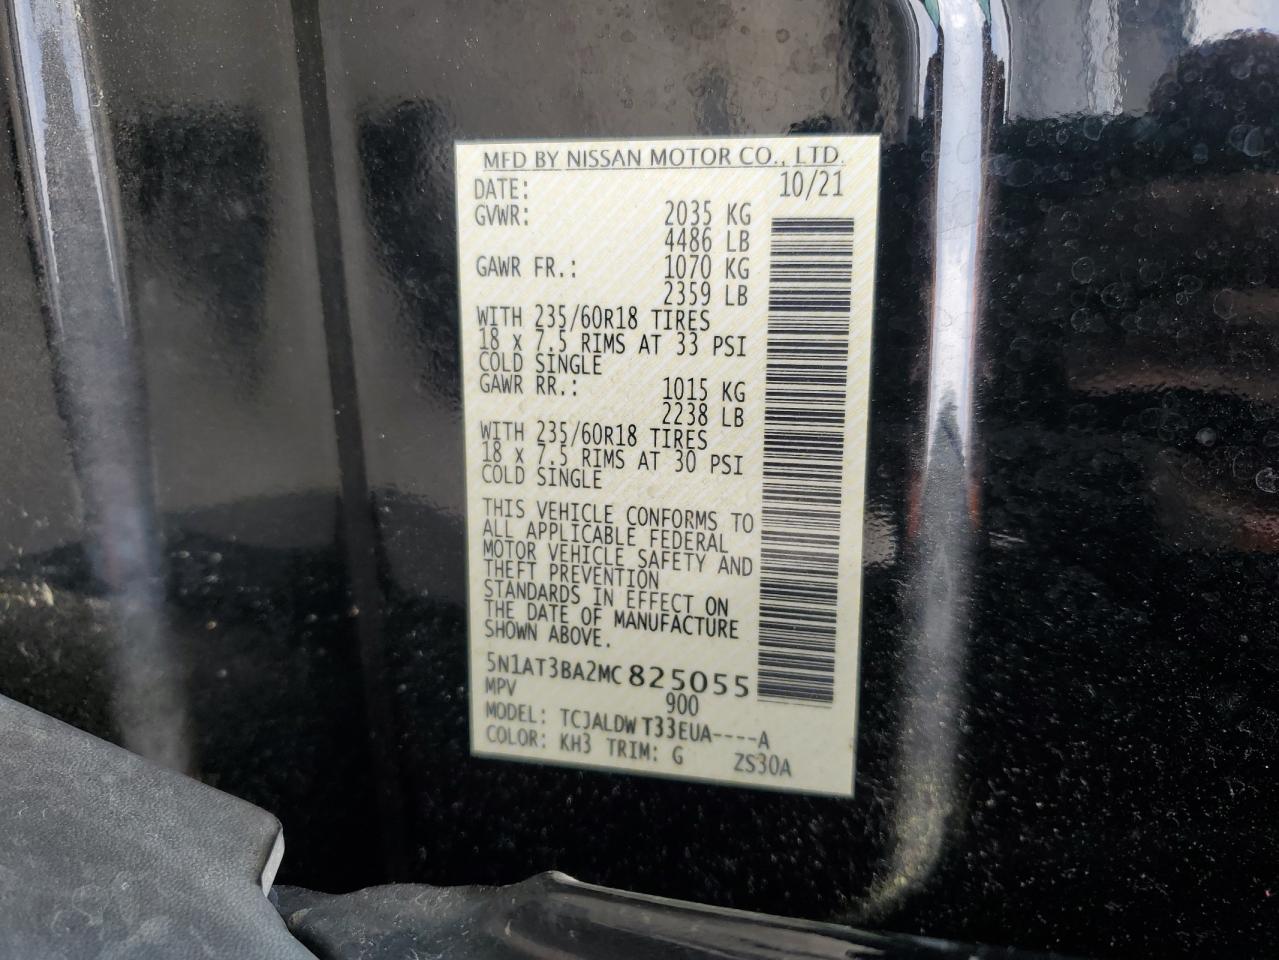 MFD BY NISSAN MOTOR CO., LTD.
DATE: 10/21
GVWR: 2035 KG
4486 LB
GAWR FR.: 1070 KG
2359 LB
WITH 235/60R18 TIRES
18 X 7.5 RIMS AT 33 PSI
COLD SINGLE
GAWR RR.: 1015 KG
2238 LB
WITH 235/60R18 TIRES
18 X 7.5 RIMS AT 30 PSI
COLD SINGLE
THIS VEHICLE CONFORMS TO
ALL APPLICABLE FEDERAL
MOTOR VEHICLE SAFETY AND
THEFT PREVENTION
STANDARDS IN EFFECT ON
THE DATE OF MANUFACTURE
SHOWN ABOVE.
5N1AT3BA2MC825055
MPV 900
MODEL: TCJALDW T33EUA----A
COLOR: KH3 TRIM: G ZS30A